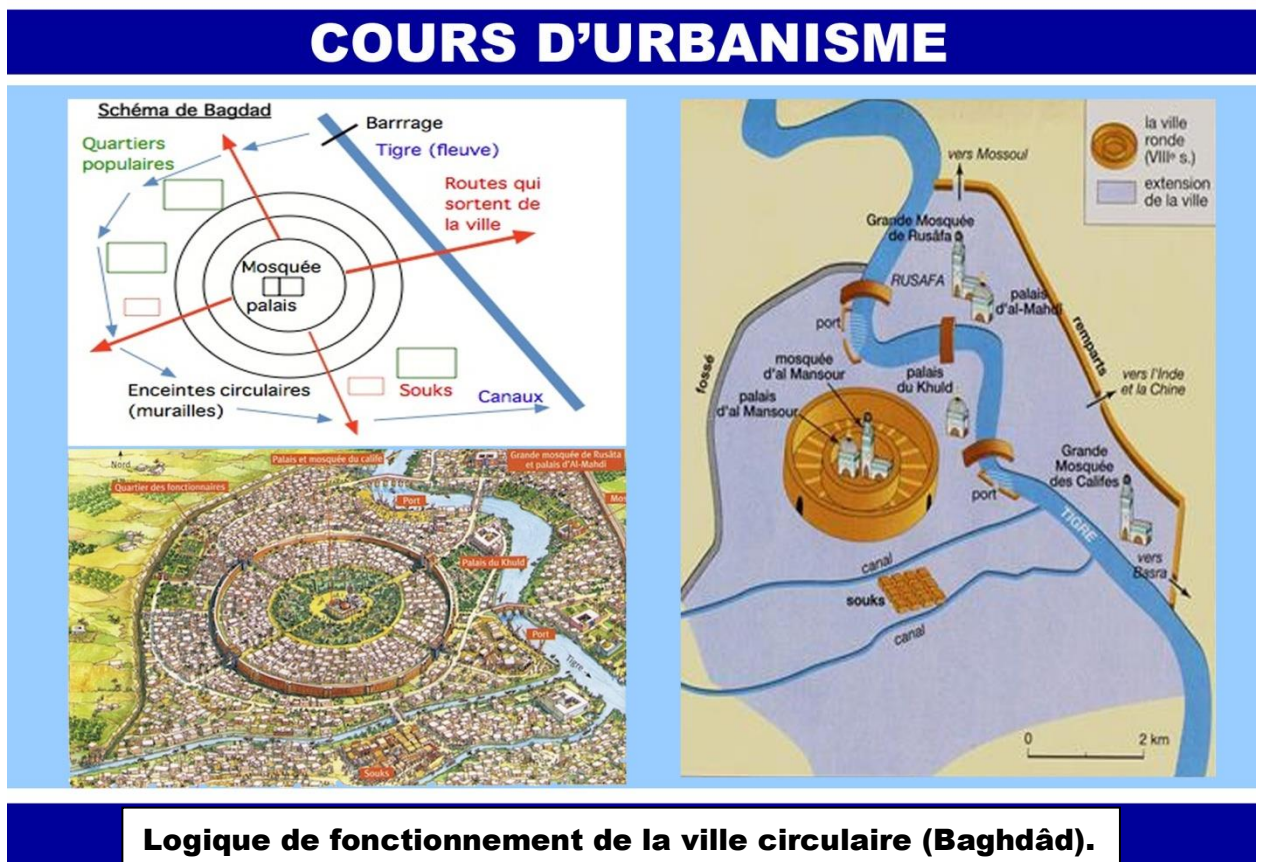 COURS D'URBANISME
Schéma de Bagdad
Quartiers
populaires
Barrrage
Tigre (fleuve)
Routes qui
sortent de
la ville
Mosquée
palais
Enceintes circulaires
(murailles)
Souks
Canaux
Nord
Palais et mosquée du calife
Grande mosquée de Rusâta
et palais d'Al-Mahdi
Quartier des fonctionnaires
Port
Palais du Khuld
Port
Tigre
Souks
la ville
ronde
(VIIIe s.)
extension
de la ville
vers Mossoul
Grande Mosquée
de Rusâfa
RUSAFA
palais
d'al-Mahdi
port
remparts
fossé
mosquée
d'al Mansour
palais
du Khuld
vers l'Inde
et la Chine
palais
d'al Mansour
Grande
Mosquée
des Califes
port
TIGRE
vers
Basra
canal
souks
canal
0 2 km
Logique de fonctionnement de la ville circulaire (Baghdâd).